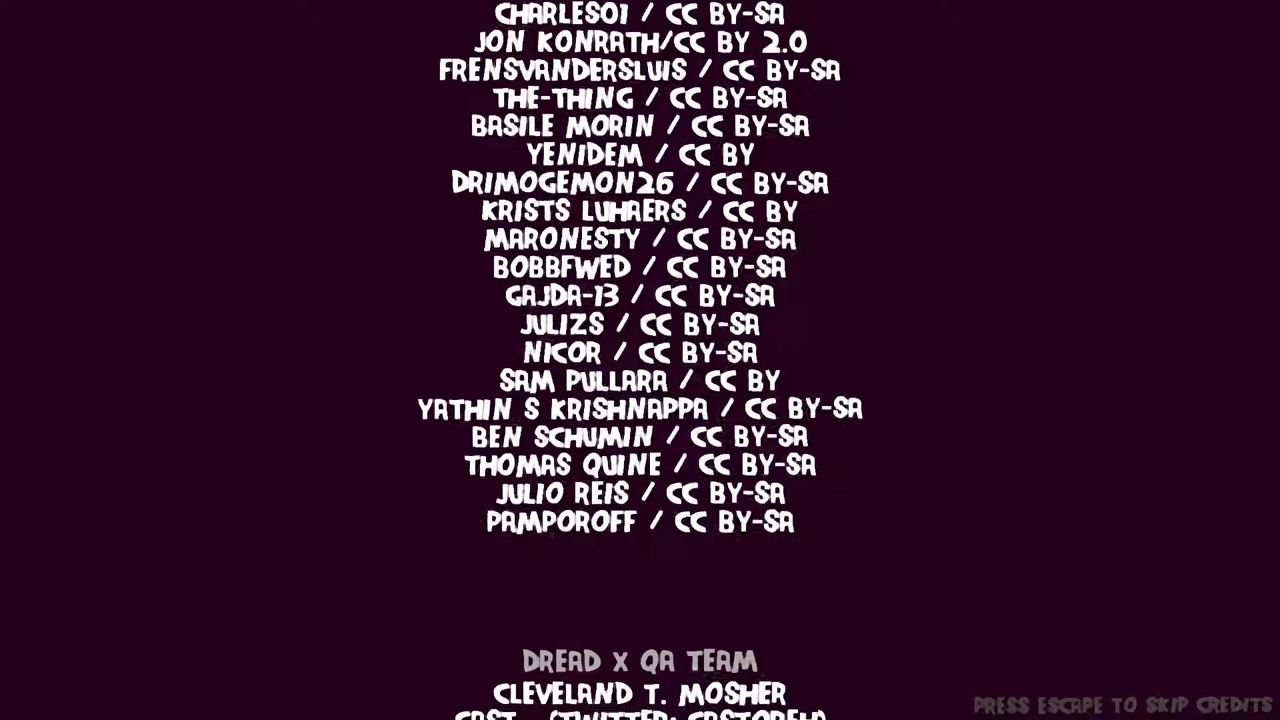 CHARLES01 / CC BY-SA
JON KONRATH/CC BY 2.0
FRENSVANDERSLUIS / CC BY-SA
THE-THING / CC BY-SA
BASILE MORIN / CC BY-SA
YENIDEM / CC BY
DRIMOGEMON26 / CC BY-SA
KRISTS LUHAERS / CC BY
MARONESTY / CC BY-SA
BOBBFWED / CC BY-SA
GAJDA-13 / CC BY-SA
JULIZS / CC BY-SA
NICOR / CC BY-SA
SAM PULLARA / CC BY
YATHIN S KRISHNAPPA / CC BY-SA
BEN SCHUMIN / CC BY-SA
THOMAS QUINE / CC BY-SA
JULIO REIS / CC BY-SA
PAMPOROFF / CC BY-SA
DREAD X QA TEAM
CLEVELAND T. MOSHER
PRESS ESCAPE TO SKIP CREDITS